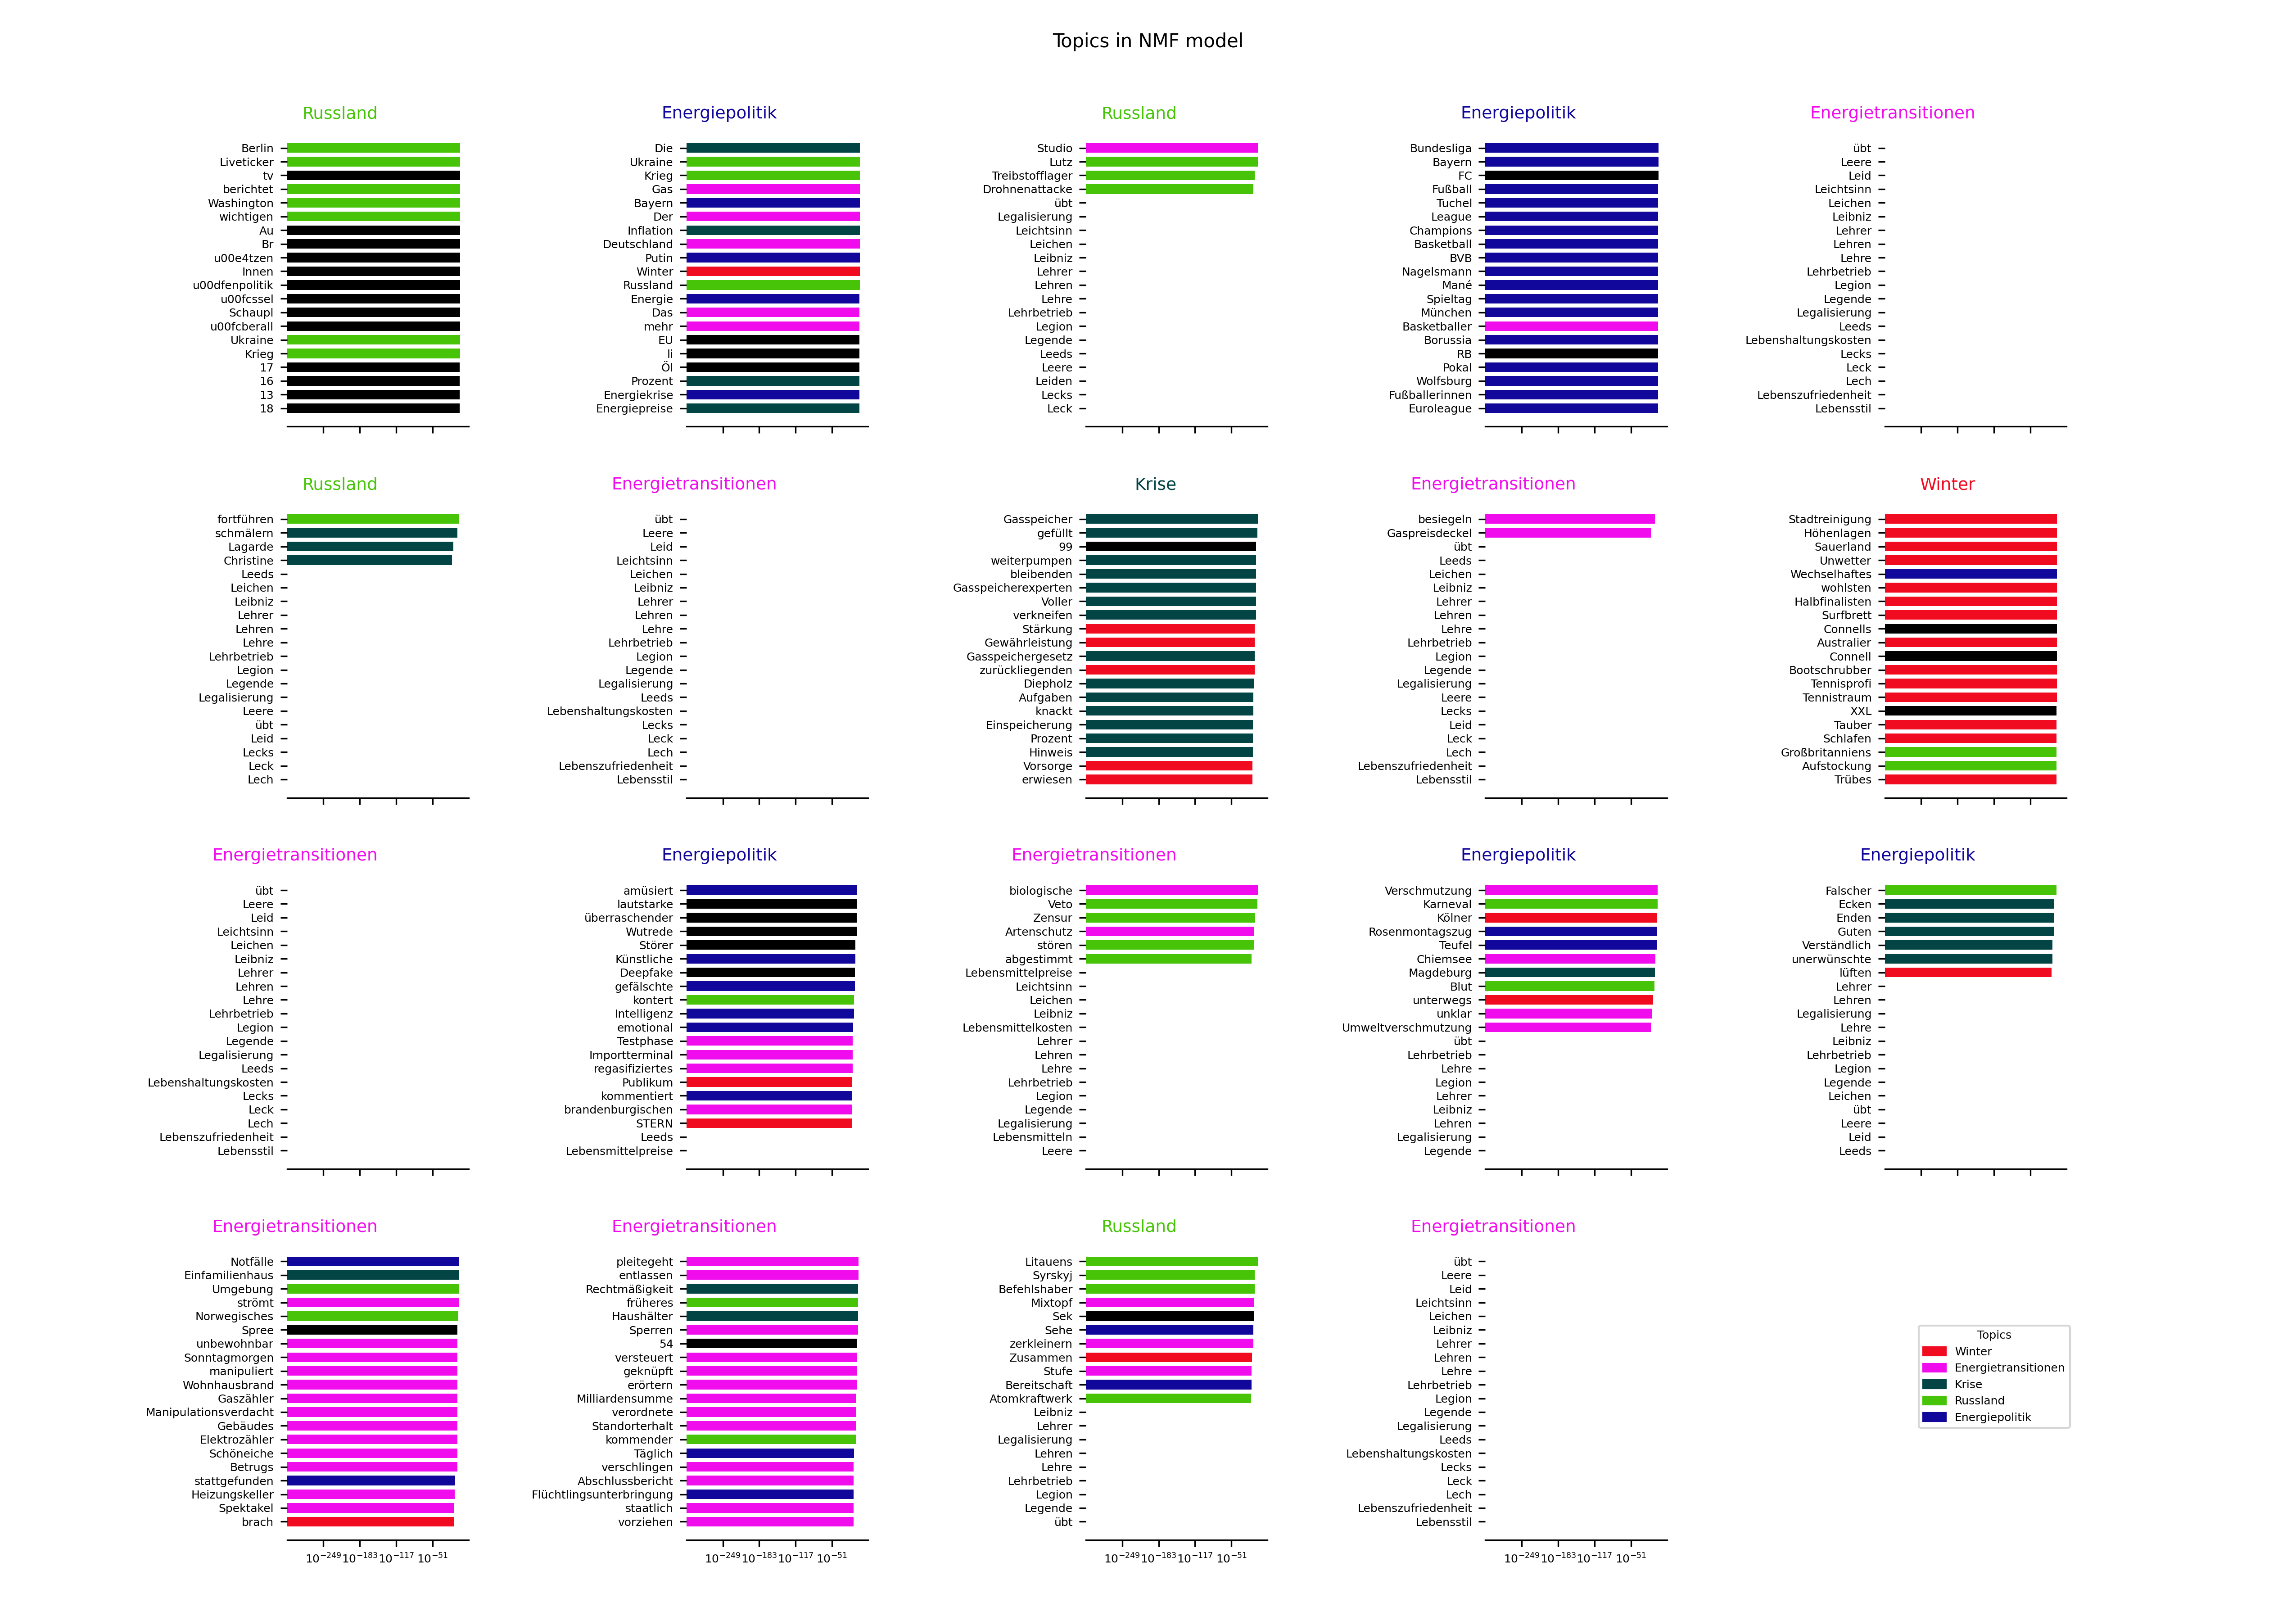 Topics in NMF model
Russland
Berlin
Liveticker
tv
berichtet
Washington
wichtigen
Au
Br
u00e4tzen
Innen
u00dfenpolitik
u00fcssel
Schaupl
u00fcberall
Ukraine
Krieg
17
16
13
18
Energiepolitik
Die
Ukraine
Krieg
Gas
Bayern
Der
Inflation
Deutschland
Putin
Winter
Russland
Energie
Das
mehr
EU
li
Öl
Prozent
Energiekrise
Energiepreise
Russland
Studio
Lutz
Treibstofflager
Drohnenattacke
übt
Legalisierung
Leichtsinn
Leichen
Leibniz
Lehrer
Lehren
Lehre
Lehrbetrieb
Legion
Legende
Leeds
Leere
Leiden
Lecks
Leck
Energiepolitik
Bundesliga
Bayern
FC
Fußball
Tuchel
League
Champions
Basketball
BVB
Nagelsmann
Mané
Spieltag
München
Basketballer
Borussia
RB
Pokal
Wolfsburg
Fußballerinnen
Euroleague
Energietransitionen
übt
Leere
Leid
Leichtsinn
Leichen
Leibniz
Lehrer
Lehren
Lehre
Lehrbetrieb
Legion
Legende
Legalisierung
Leeds
Lebenshaltungskosten
Lecks
Leck
Lech
Lebenszufriedenheit
Lebensstil
Russland
fortführen
schmälern
Lagarde
Christine
Leeds
Leichen
Leibniz
Lehrer
Lehren
Lehre
Lehrbetrieb
Legion
Legende
Legalisierung
Leere
übt
Leid
Lecks
Leck
Lech
Energietransitionen
übt
Leere
Leid
Leichtsinn
Leichen
Leibniz
Lehrer
Lehren
Lehre
Lehrbetrieb
Legion
Legende
Legalisierung
Leeds
Lebenshaltungskosten
Lecks
Leck
Lech
Lebenszufriedenheit
Lebensstil
Krise
Gasspeicher
gefüllt
99
weiterpumpen
bleibenden
Gasspeicherexperten
Voller
verkneifen
Stärkung
Gewährleistung
Gasspeichergesetz
zurückliegenden
Diepholz
Aufgaben
knackt
Einspeicherung
Prozent
Hinweis
Vorsorge
erwiesen
Energietransitionen
besiegeln
Gaspreisdeckel
übt
Leeds
Leichen
Leibniz
Lehrer
Lehren
Lehre
Lehrbetrieb
Legion
Legende
Legalisierung
Leere
Lecks
Leid
Leck
Lech
Lebenszufriedenheit
Lebensstil
Winter
Stadtreinigung
Höhenlagen
Sauerland
Unwetter
Wechselhaftes
wohlsten
Halbfinalisten
Surfbrett
Connells
Australier
Connell
Bootschrubber
Tennisprofi
Tennistraum
XXL
Tauber
Schlafen
Großbritanniens
Aufstockung
Trübes
Energietransitionen
übt
Leere
Leid
Leichtsinn
Leichen
Leibniz
Lehrer
Lehren
Lehre
Lehrbetrieb
Legion
Legende
Legalisierung
Leeds
Lebenshaltungskosten
Lecks
Leck
Lech
Lebenszufriedenheit
Lebensstil
Energiepolitik
amüsiert
lautstarke
überraschender
Wutrede
Störer
Künstliche
Deepfake
gefälschte
kontert
Intelligenz
emotional
Testphase
Importterminal
regasifiziertes
Publikum
kommentiert
brandenburgischen
STERN
Leeds
Lebensmittelpreise
Energietransitionen
biologische
Veto
Zensur
Artenschutz
stören
abgestimmt
Lebensmittelpreise
Leichtsinn
Leichen
Leibniz
Lebensmittelkosten
Lehrer
Lehren
Lehre
Lehrbetrieb
Legion
Legende
Legalisierung
Lebensmitteln
Leere
Energiepolitik
Verschmutzung
Karneval
Kölner
Rosenmontagszug
Teufel
Chiemsee
Magdeburg
Blut
unterwegs
unklar
Umweltverschmutzung
übt
Lehrbetrieb
Lehre
Legion
Lehrer
Leibniz
Lehren
Legalisierung
Legende
Energiepolitik
Falscher
Ecken
Enden
Guten
Verständlich
unerwünschte
lüften
Lehrer
Lehren
Legalisierung
Lehre
Leibniz
Lehrbetrieb
Legion
Legende
Leichen
übt
Leere
Leid
Leeds
Energietransitionen
Notfälle
Einfamilienhaus
Umgebung
strömt
Norwegisches
Spree
unbewohnbar
Sonntagmorgen
manipuliert
Wohnhausbrand
Gaszähler
Manipulationsverdacht
Gebäudes
Elektrozähler
Schöneiche
Betrugs
stattgefunden
Heizungskeller
Spektakel
brach
10^-249 10^-183 10^-117 10^-51
Energietransitionen
pleitegeht
entlassen
Rechtmäßigkeit
früheres
Haushälter
Sperren
54
versteuert
geknüpft
erörtern
Milliardensumme
verordnete
Standorterhalt
kommender
Täglich
verschlingen
Abschlussbericht
Flüchtlingsunterbringung
staatlich
vorziehen
10^-249 10^-183 10^-117 10^-51
Russland
Litauens
Syrskyj
Befehlshaber
Mixtopf
Sek
Sehe
zerkleinern
Zusammen
Stufe
Bereitschaft
Atomkraftwerk
Leibniz
Lehrer
Legalisierung
Lehren
Lehre
Lehrbetrieb
Legion
Legende
übt
10^-249 10^-183 10^-117 10^-51
Energietransitionen
übt
Leere
Leid
Leichtsinn
Leichen
Leibniz
Lehrer
Lehren
Lehre
Lehrbetrieb
Legion
Legende
Legalisierung
Leeds
Lebenshaltungskosten
Lecks
Leck
Lech
Lebenszufriedenheit
Lebensstil
10^-249 10^-183 10^-117 10^-51
Topics
Winter
Energietransitionen
Krise
Russland
Energiepolitik